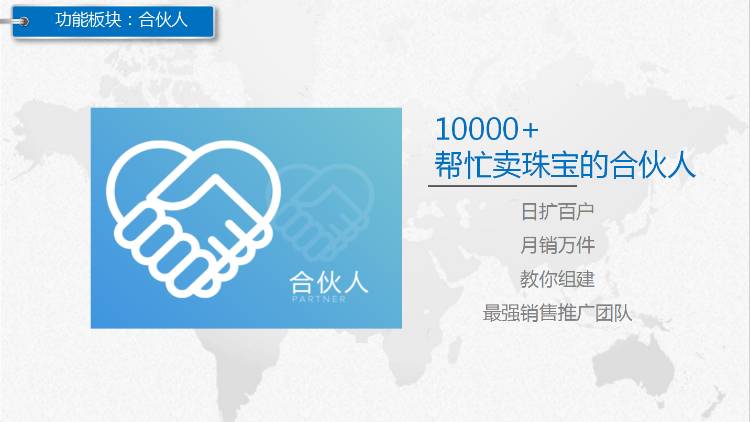 功能板块：合伙人
10000+
帮忙卖珠宝的合伙人
日扩百户
月销万件
教你组建
最强销售推广团队
合伙人
PARTNER